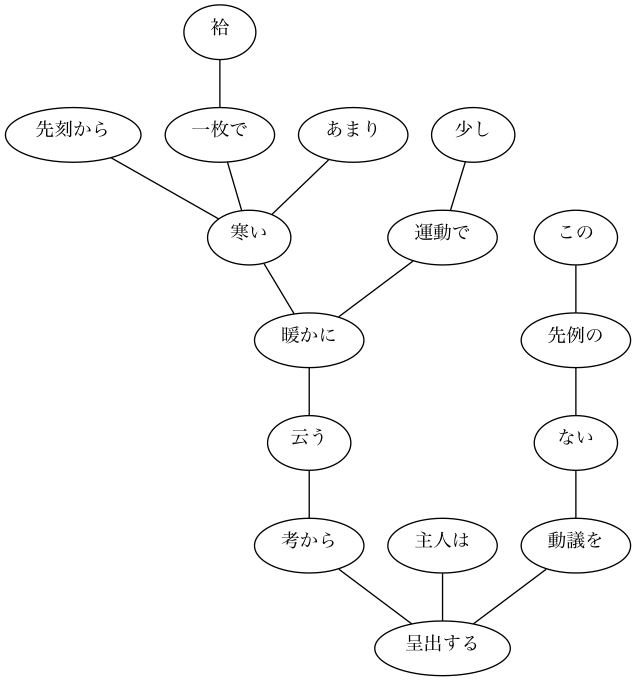 袷
先刻から 一枚で あまり 少し
寒い 運動で この
暖かに 先例の
云う ない
考から 主人は 動議を
呈出する